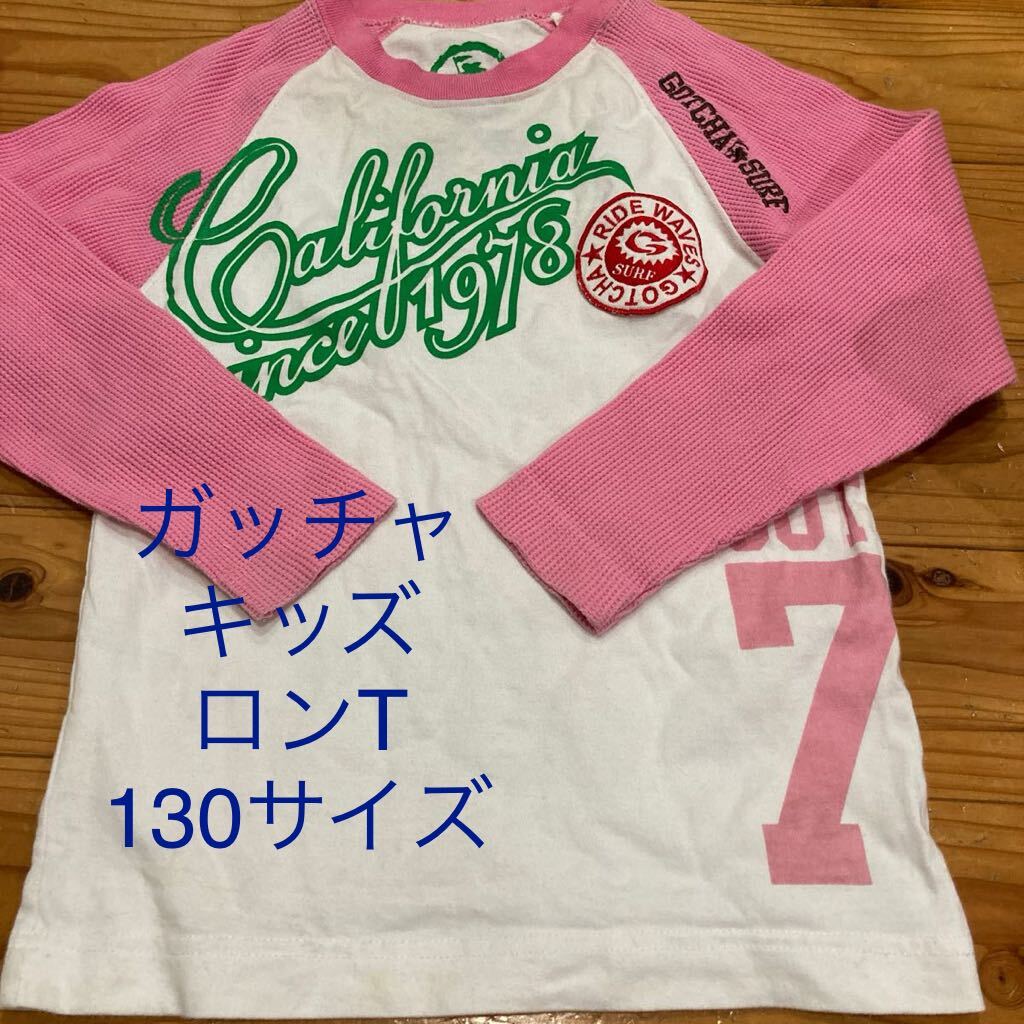 California
Since 1978
RIDE WAVES
G
SURF
GOTCHA
GOTCHA SURF
7
ガッチャ
キッズ
ロンT
130サイズ